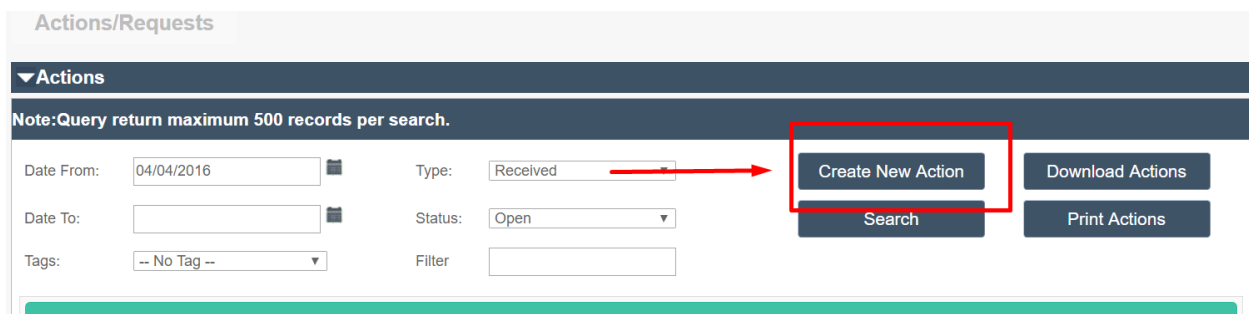 Actions/Requests
Actions
Note:Query return maximum 500 records per search.
Date From: 04/04/2016 Type: Received Create New Action Download Actions
Date To: Status: Open Search Print Actions
Tags: -- No Tag -- Filter